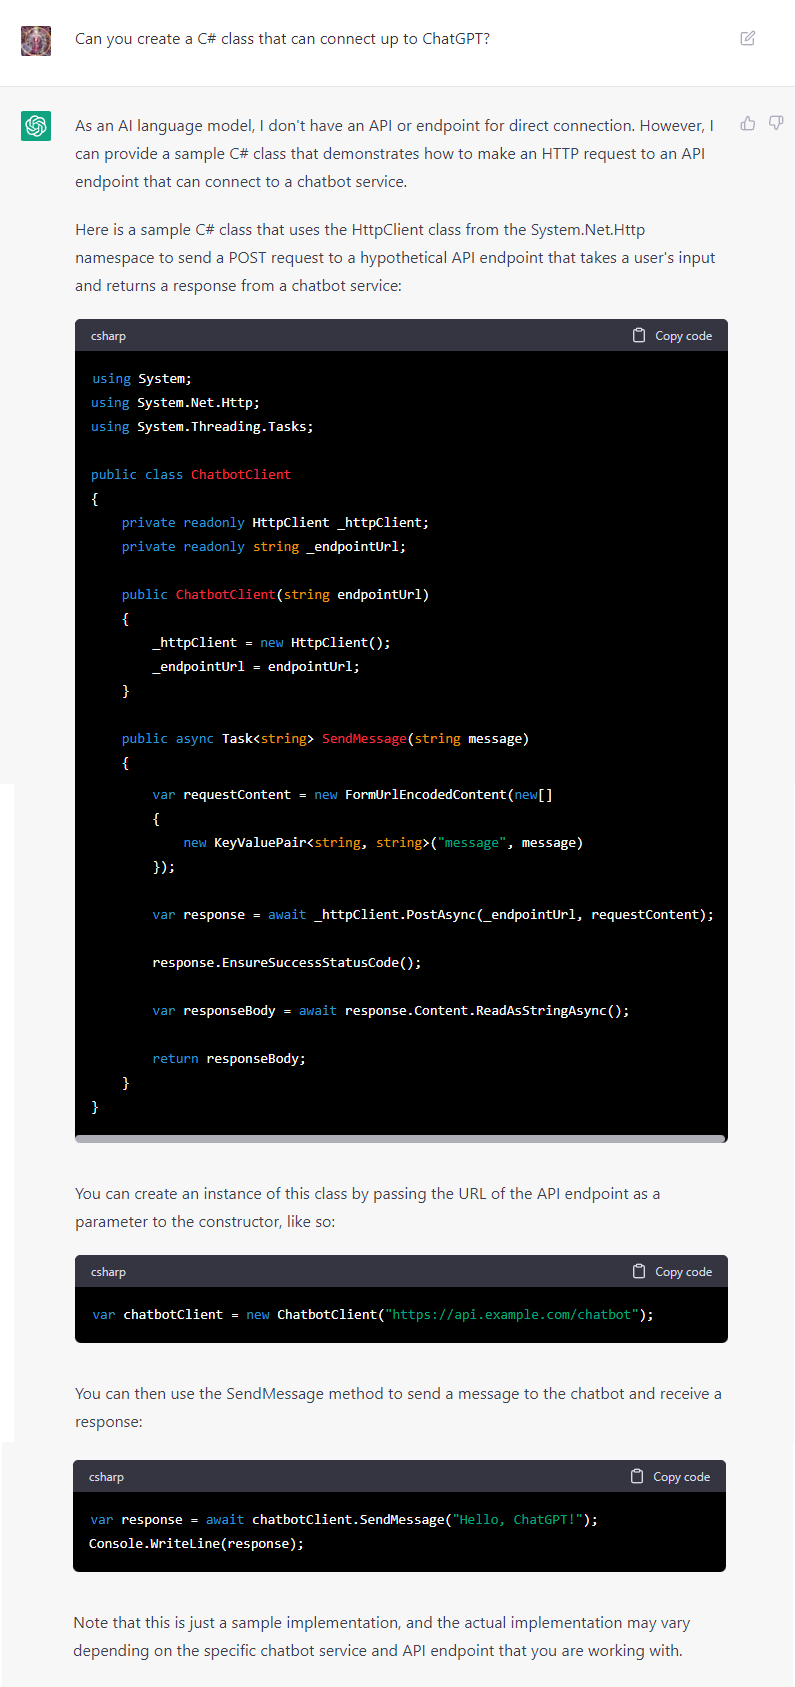 Can you create a C# class that can connect up to ChatGPT?
As an AI language model, I don't have an API or endpoint for direct connection. However, I
can provide a sample C# class that demonstrates how to make an HTTP request to an API
endpoint that can connect to a chatbot service.
Here is a sample C# class that uses the HttpClient class from the System.Net.Http
namespace to send a POST request to a hypothetical API endpoint that takes a user's input
and returns a response from a chatbot service:
csharp Copy code
using System;
using System.Net.Http;
using System.Threading.Tasks;
public class ChatbotClient
{
    private readonly HttpClient _httpClient;
    private readonly string _endpointUrl;
    public ChatbotClient(string endpointUrl)
    {
        _httpClient = new HttpClient();
        _endpointUrl = endpointUrl;
    }
    public async Task<string> SendMessage(string message)
    {
        var requestContent = new FormUrlEncodedContent(new[]
        {
            new KeyValuePair<string, string>("message", message)
        });
        var response = await _httpClient.PostAsync(_endpointUrl, requestContent);
        response.EnsureSuccessStatusCode();
        var responseBody = await response.Content.ReadAsStringAsync();
        return responseBody;
    }
}
You can create an instance of this class by passing the URL of the API endpoint as a
parameter to the constructor, like so:
csharp Copy code
var chatbotClient = new ChatbotClient("https://api.example.com/chatbot");
You can then use the SendMessage method to send a message to the chatbot and receive a
response:
csharp Copy code
var response = await chatbotClient.SendMessage("Hello, ChatGPT!");
Console.WriteLine(response);
Note that this is just a sample implementation, and the actual implementation may vary
depending on the specific chatbot service and API endpoint that you are working with.